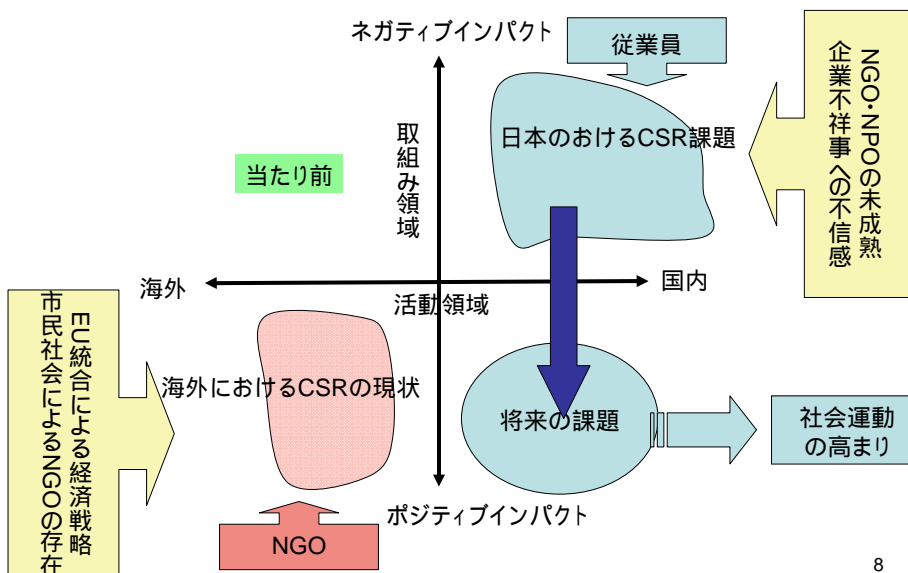 ネガティブインパクト
従業員
NGO・NPOの未成熟
企業不祥事への不信感
取組み領域
日本のおけるCSR課題
当たり前
海外
国内
活動領域
EU統合による経済戦略
市民社会によるNGOの存在
海外におけるCSRの現状
将来の課題
社会運動
の高まり
ポジティブインパクト
NGO
8